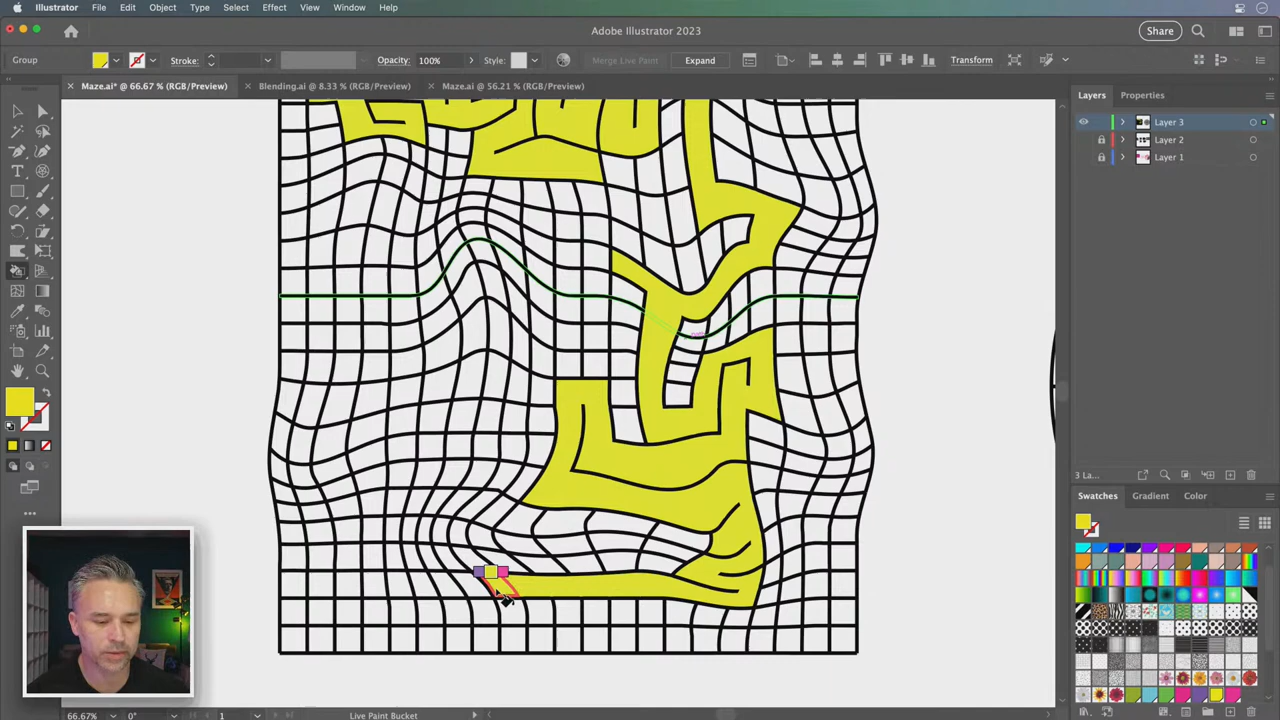 Illustrator File Edit Object Type Select Effect View Window Help
Adobe Illustrator 2023
Share
Group
Stroke:
Opacity: 100%
Style:
Merge Live Paint
Expand
Transform
Maze.ai* @ 66.67 % (RGB/Preview)
Blending.ai @ 8.33 % (RGB/Preview)
Maze.ai @ 56.21 % (RGB/Preview)
Layers Properties
Layer 3
Layer 2
Layer 1
3 La...
Swatches Gradient Color
66.67% 0° 1 Live Paint Bucket